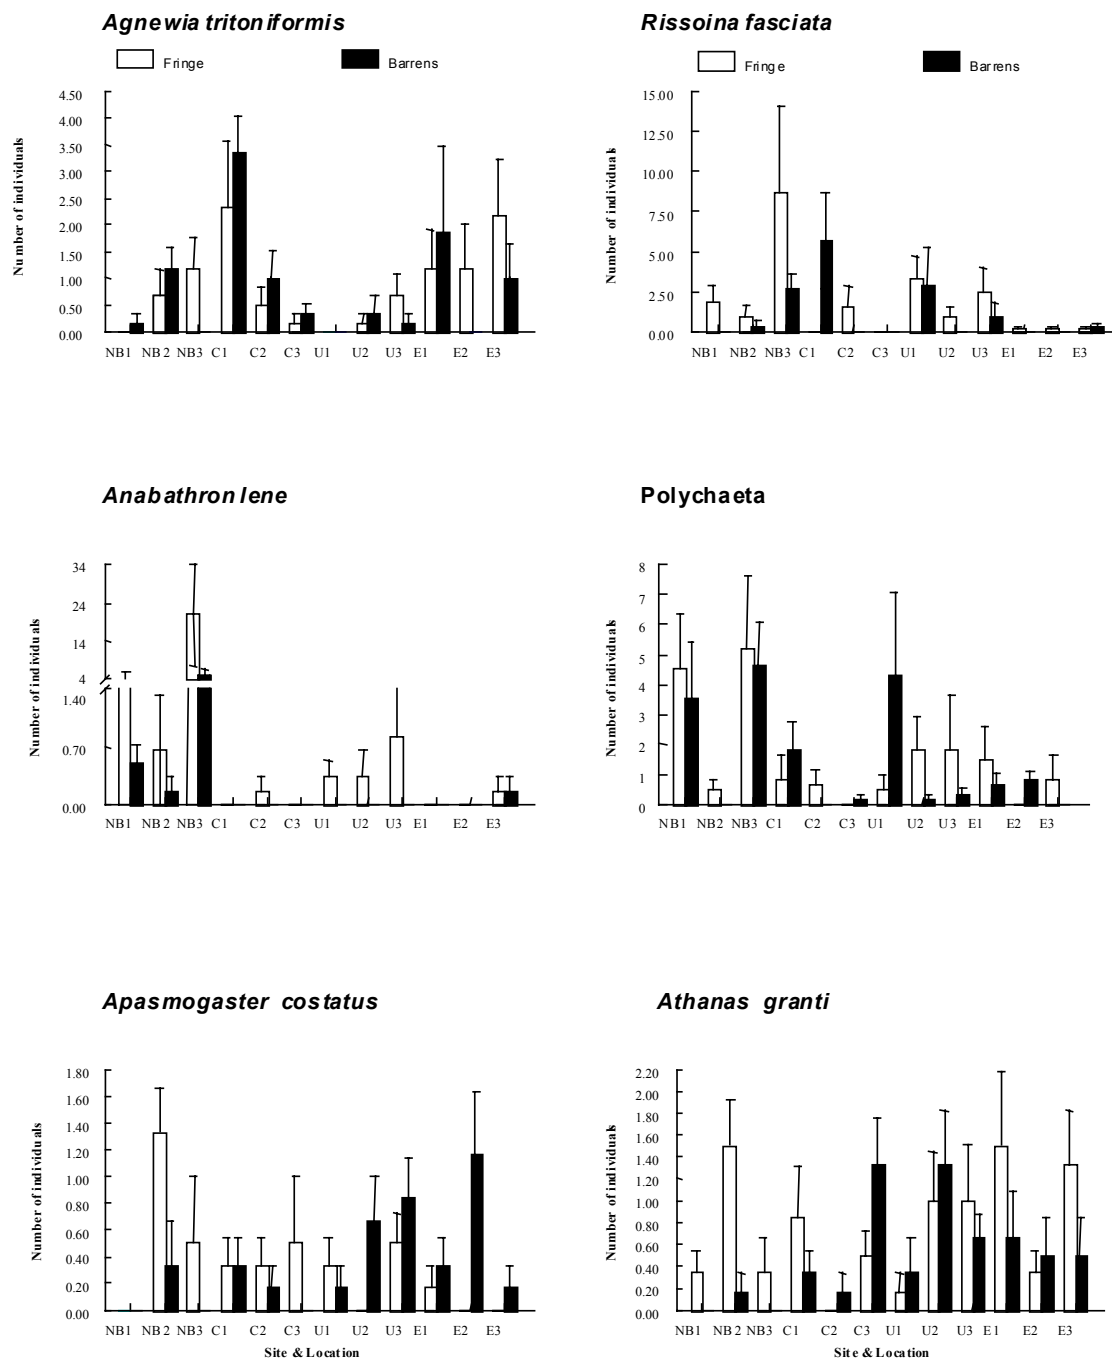 Agnewia tritoniformis
Rissoina fasciata
Fringe Barrens
Fringe Barrens
Number of individuals
4.50
4.00
3.50
3.00
2.50
2.00
1.50
1.00
0.50
0.00
NB1 NB2 NB3 C1 C2 C3 U1 U2 U3 E1 E2 E3
Number of individuals
15.00
12.50
10.00
7.50
5.00
2.50
0.00
NB1 NB2 NB3 C1 C2 C3 U1 U2 U3 E1 E2 E3
Anabathron lene
Polychaeta
Number of individuals
34
24
14
4
1.40
0.70
0.00
NB1 NB2 NB3 C1 C2 C3 U1 U2 U3 E1 E2 E3
Number of individuals
8
7
6
5
4
3
2
1
0
NB1 NB2 NB3 C1 C2 C3 U1 U2 U3 E1 E2 E3
Apasmogaster costatus
Athanas granti
Number of individuals
1.80
1.60
1.40
1.20
1.00
0.80
0.60
0.40
0.20
0.00
NB1 NB2 NB3 C1 C2 C3 U1 U2 U3 E1 E2 E3
Site & Location
Number of individuals
2.20
2.00
1.80
1.60
1.40
1.20
1.00
0.80
0.60
0.40
0.20
0.00
NB1 NB2 NB3 C1 C2 C3 U1 U2 U3 E1 E2 E3
Site & Location